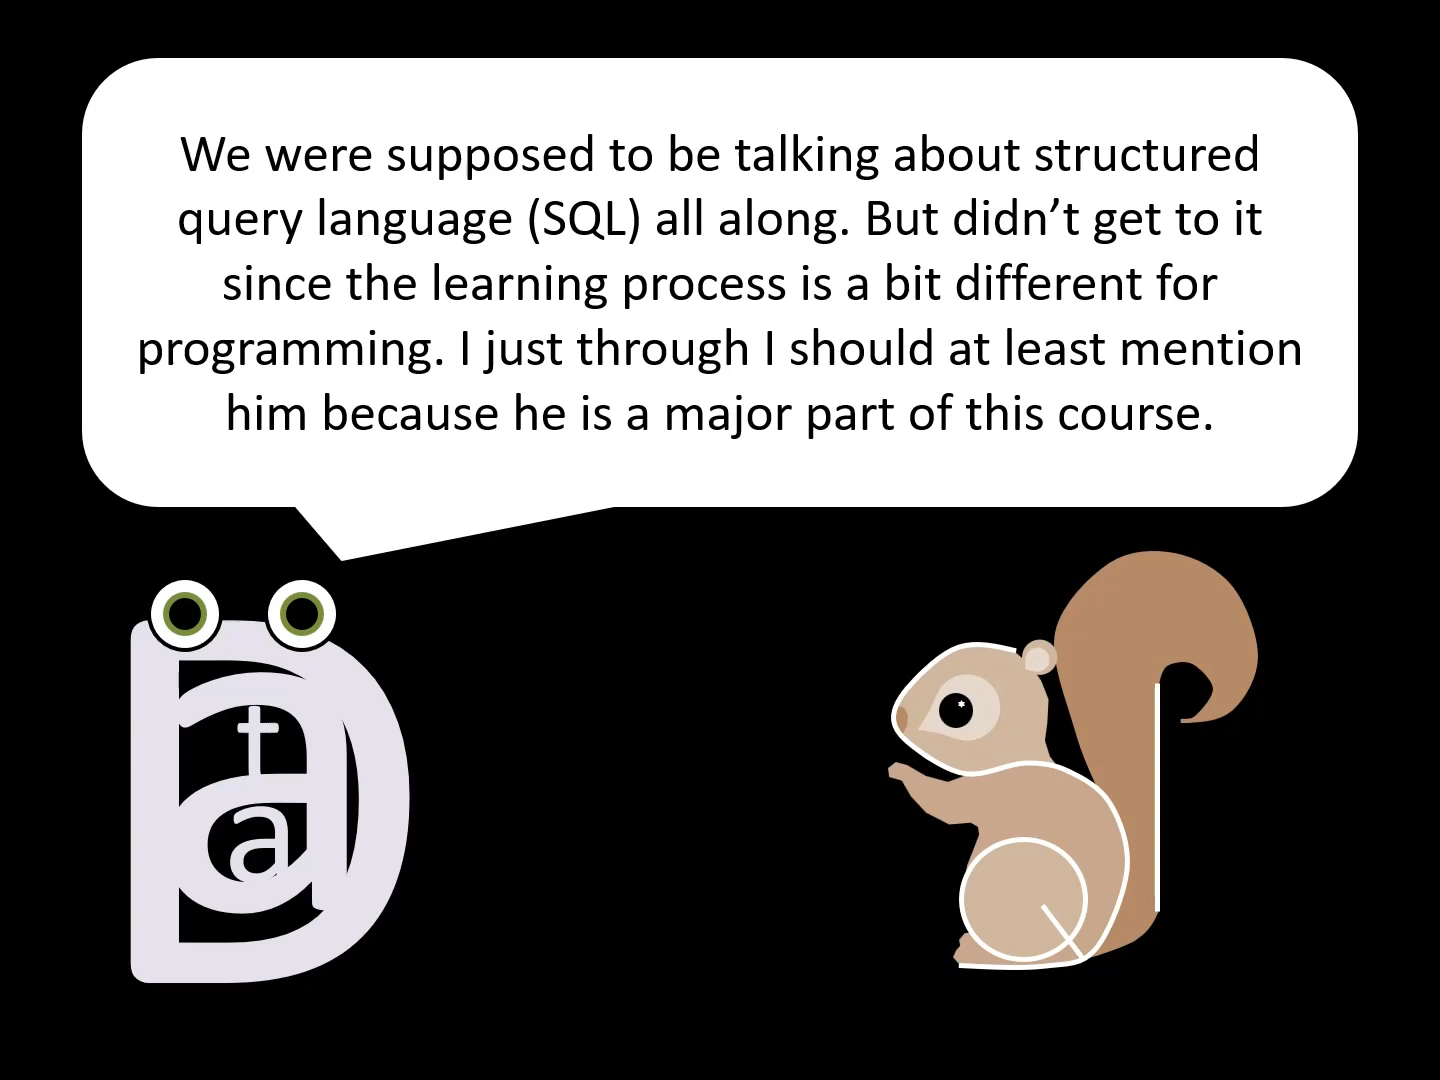 We were supposed to be talking about structured
query language (SQL) all along. But didn’t get to it
since the learning process is a bit different for
programming. I just through I should at least mention
him because he is a major part of this course.
Data